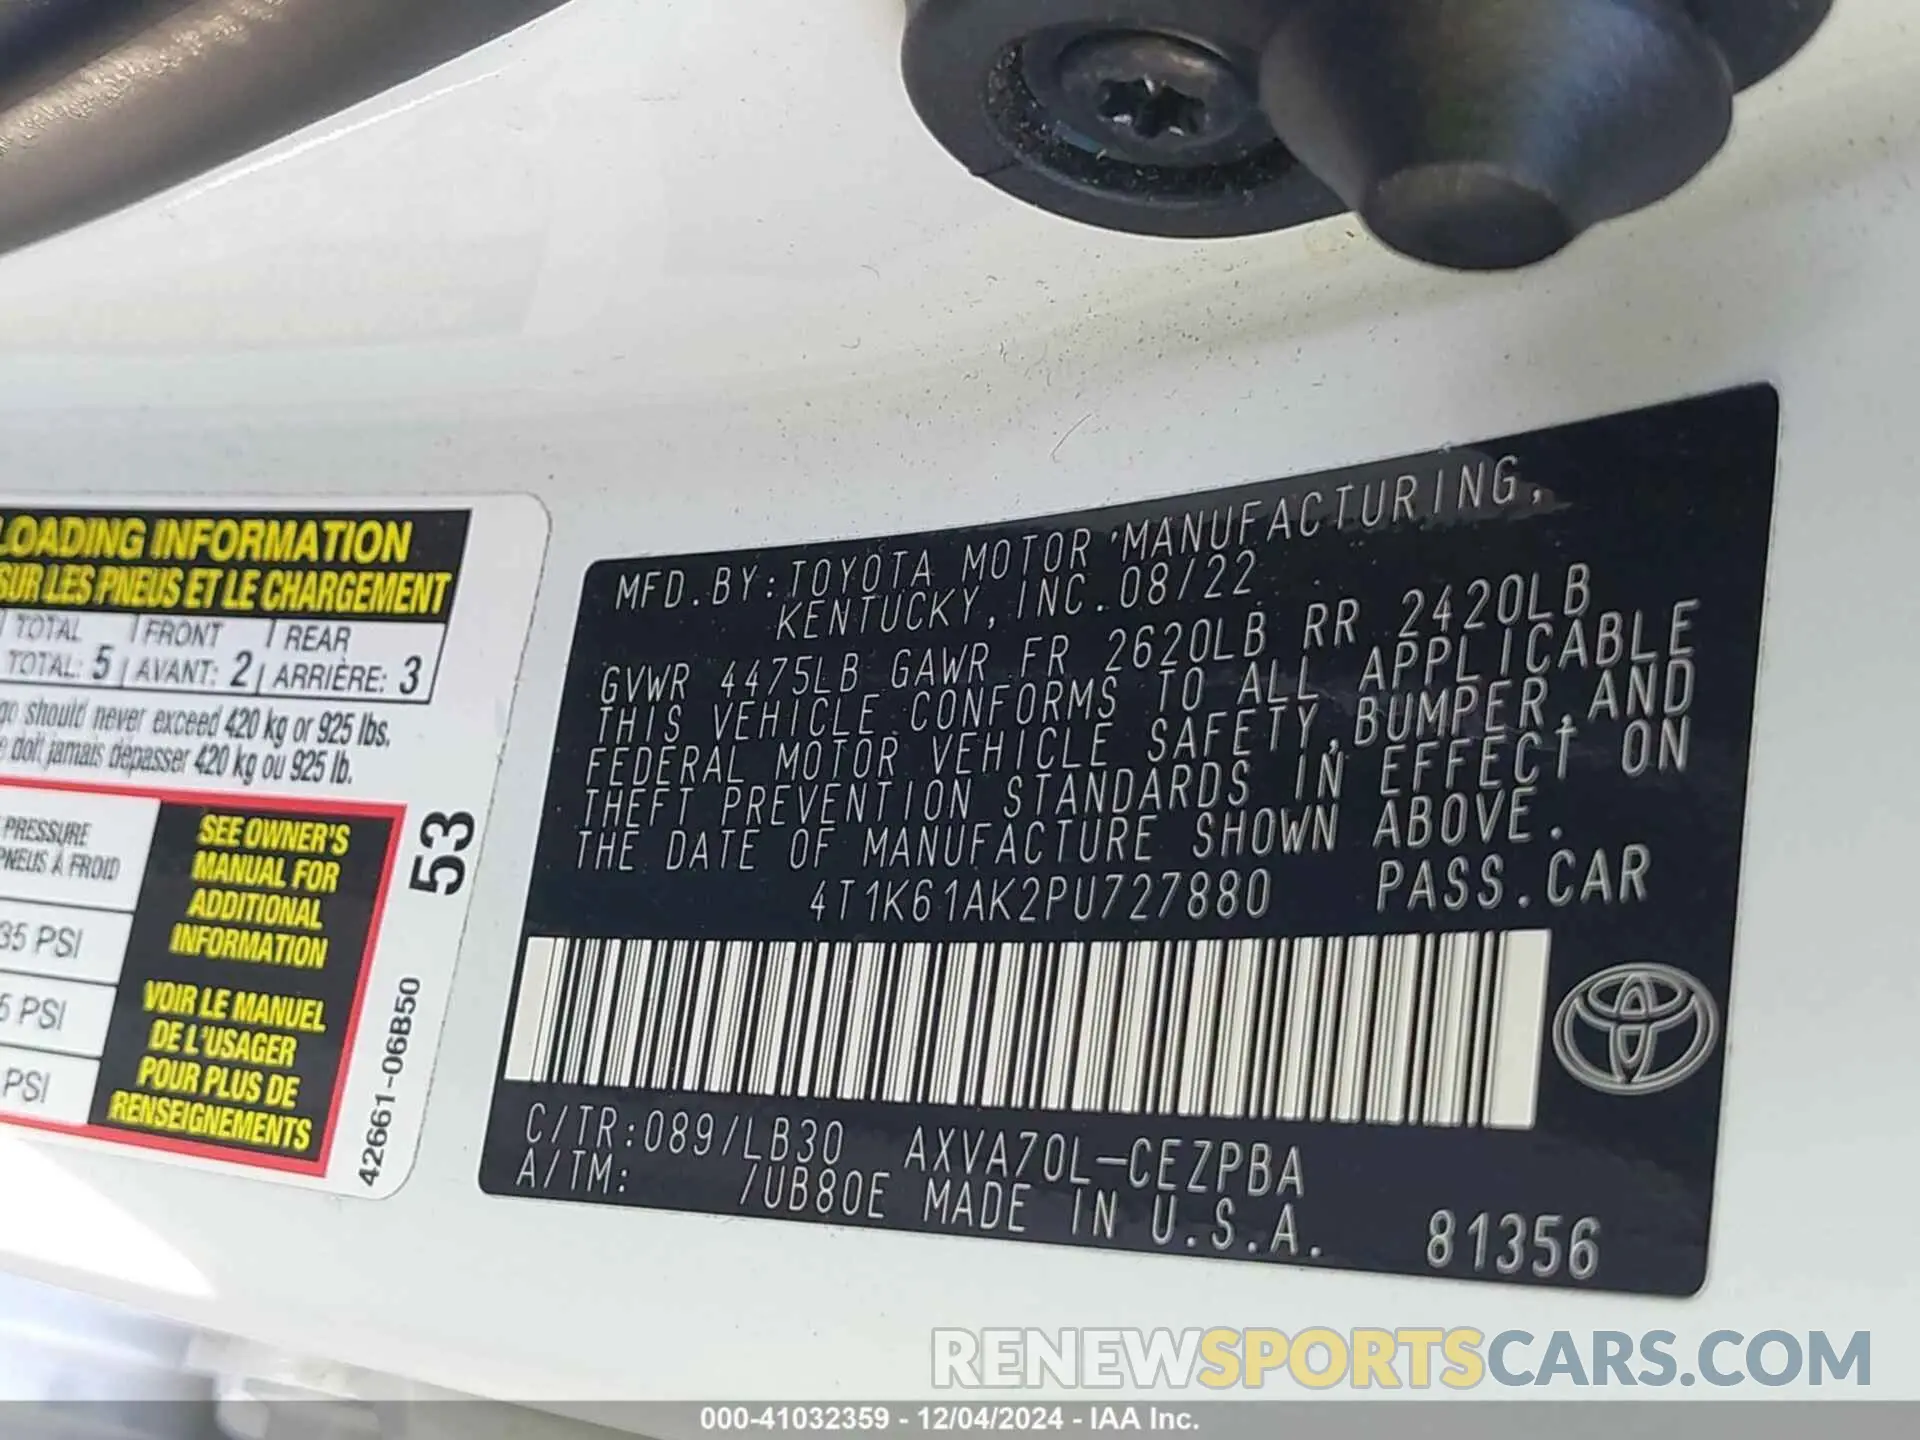 LOADING INFORMATION
SUR LES PNEUS ET LE CHARGEMENT
TOTAL FRONT REAR
TOTAL: 5 AVANT: 2 ARRIÈRE: 3
should never exceed 420 kg or 925 lbs.
doit jamais dépasser 420 kg ou 925 lb.
PRESSURE
PNEUS À FROID
35 PSI
5 PSI
PSI
SEE OWNER'S
MANUAL FOR
ADDITIONAL
INFORMATION
VOIR LE MANUEL
DE L'USAGER
POUR PLUS DE
RENSEIGNEMENTS
53
42661-06B50
MFD.BY:TOYOTA MOTOR MANUFACTURING,
KENTUCKY, INC. 08/22
GVWR 4475LB GAWR FR 2620LB RR 2420LB
THIS VEHICLE CONFORMS TO ALL APPLICABLE
FEDERAL MOTOR VEHICLE SAFETY, BUMPER, AND
THEFT PREVENTION STANDARDS IN EFFECT ON
THE DATE OF MANUFACTURE SHOWN ABOVE.
4T1K61AK2PU727880 PASS.CAR
C/TR:089/LB30 AXVA70L-CEZPBA
A/TM: /UB80E MADE IN U.S.A.
81356
RENEWSPORTSCARS.COM
000-41032359 - 12/04/2024 - IAA Inc.